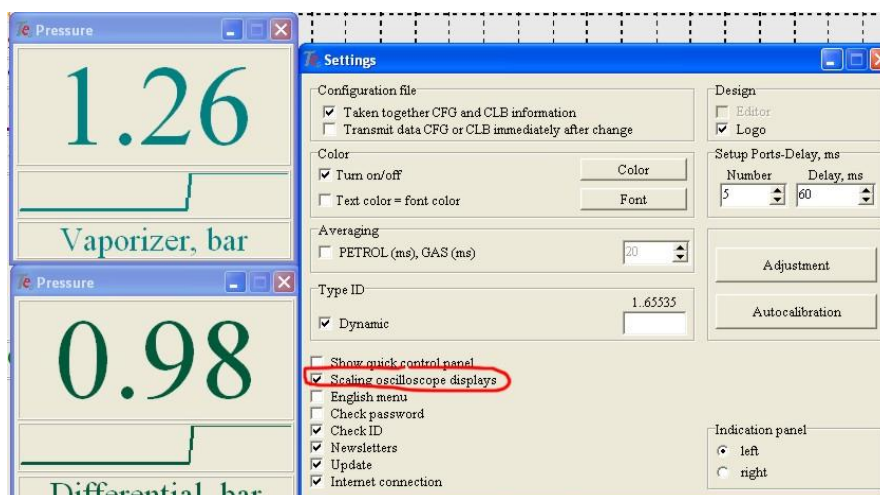 Pressure
1.26
Vaporizer, bar
Pressure
0.98
Differential, bar
Settings
Configuration file
Taken together CFG and CLB information
Transmit data CFG or CLB immediately after change
Color
Turn on/off
Color
Text color = font color
Font
Averaging
PETROL (ms), GAS (ms)
20
Type ID
1..65535
Dynamic
Show quick control panel
Scaling oscilloscope displays
English menu
Check password
Check ID
Newsletters
Update
Internet connection
Design
Editor
Logo
Setup Ports-Delay, ms
Number Delay, ms
5 60
Adjustment
Autocalibration
Indication panel
left
right